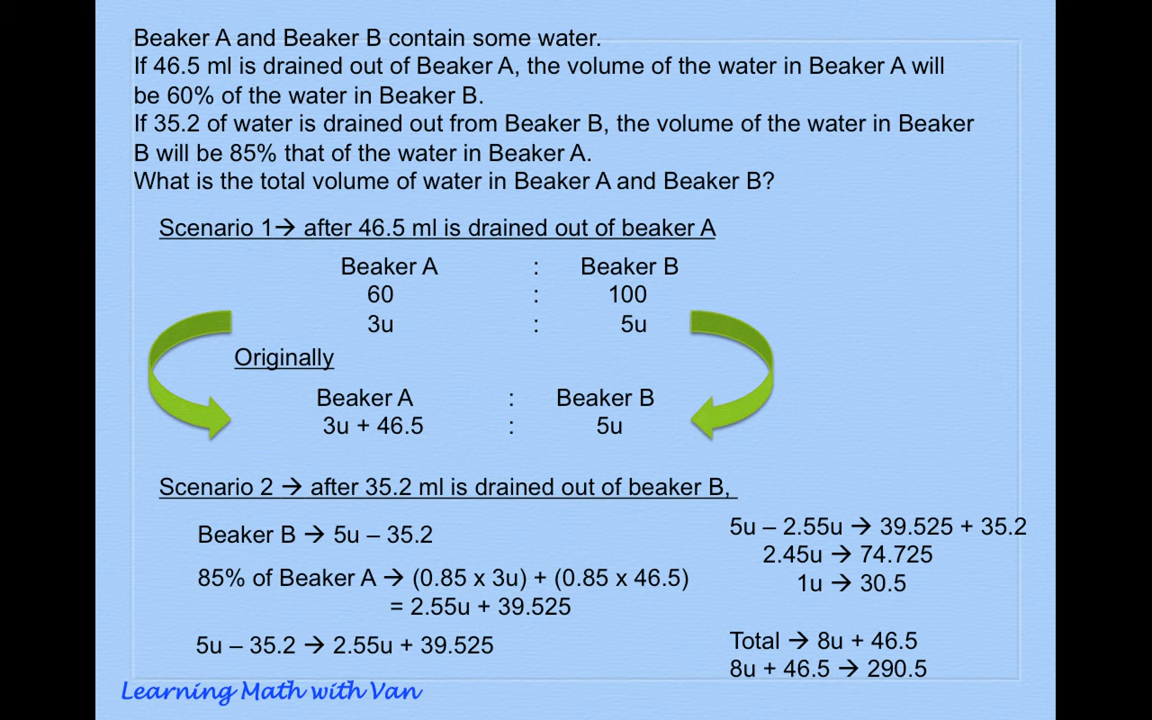 Beaker A and Beaker B contain some water.
If 46.5 ml is drained out of Beaker A, the volume of the water in Beaker A will
be 60% of the water in Beaker B.
If 35.2 of water is drained out from Beaker B, the volume of the water in Beaker
B will be 85% that of the water in Beaker A.
What is the total volume of water in Beaker A and Beaker B?
Scenario 1→ after 46.5 ml is drained out of beaker A
Beaker A : Beaker B
60 : 100
3u : 5u
Originally
Beaker A : Beaker B
3u + 46.5 : 5u
Scenario 2 → after 35.2 ml is drained out of beaker B,
Beaker B → 5u – 35.2
85% of Beaker A → (0.85 x 3u) + (0.85 x 46.5)
= 2.55u + 39.525
5u – 35.2 → 2.55u + 39.525
5u – 2.55u → 39.525 + 35.2
2.45u → 74.725
1u → 30.5
Total → 8u + 46.5
8u + 46.5 → 290.5
Learning Math with Van